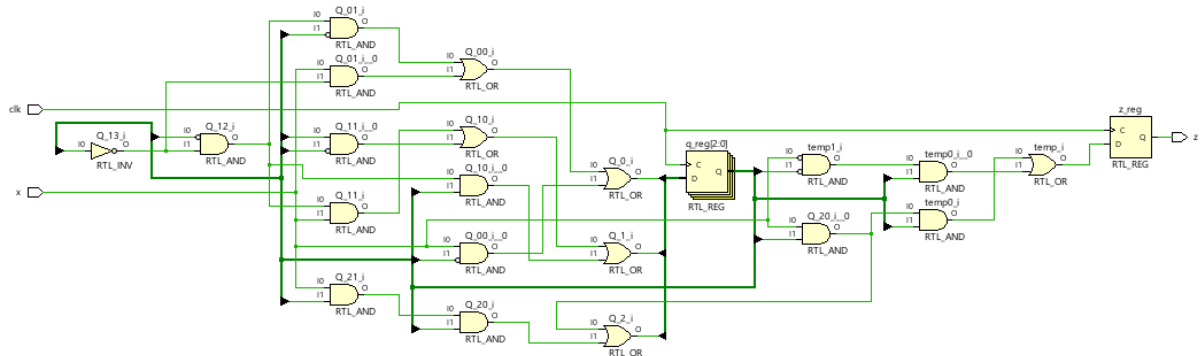 clk
x
Q_13_i
O
RTL_INV
Q_12_i
I0
I1
O
RTL_AND
Q_01_i
I0
I1
O
RTL_AND
Q_01_i__0
I0
I1
O
RTL_AND
Q_11_i__0
I0
I1
O
RTL_AND
Q_11_i
I0
I1
O
RTL_AND
Q_21_i
I0
I1
O
RTL_AND
Q_00_i
I0
I1
O
RTL_OR
Q_10_i
I0
I1
O
RTL_OR
Q_10_i__0
I0
I1
O
RTL_AND
Q_00_i__0
I0
I1
O
RTL_AND
Q_20_i
I0
I1
O
RTL_AND
Q_0_i
I0
I1
O
RTL_OR
Q_1_i
I0
I1
O
RTL_OR
Q_2_i
I0
I1
O
RTL_OR
q_reg[2:0]
C
D
Q
RTL_REG
temp1_i
I0
I1
O
RTL_AND
Q_20_i__0
I0
I1
O
RTL_AND
temp0_i__0
I0
I1
O
RTL_AND
temp0_i
I0
I1
O
RTL_AND
temp_i
I0
I1
O
RTL_OR
z_reg
C
D
Q
RTL_REG
z